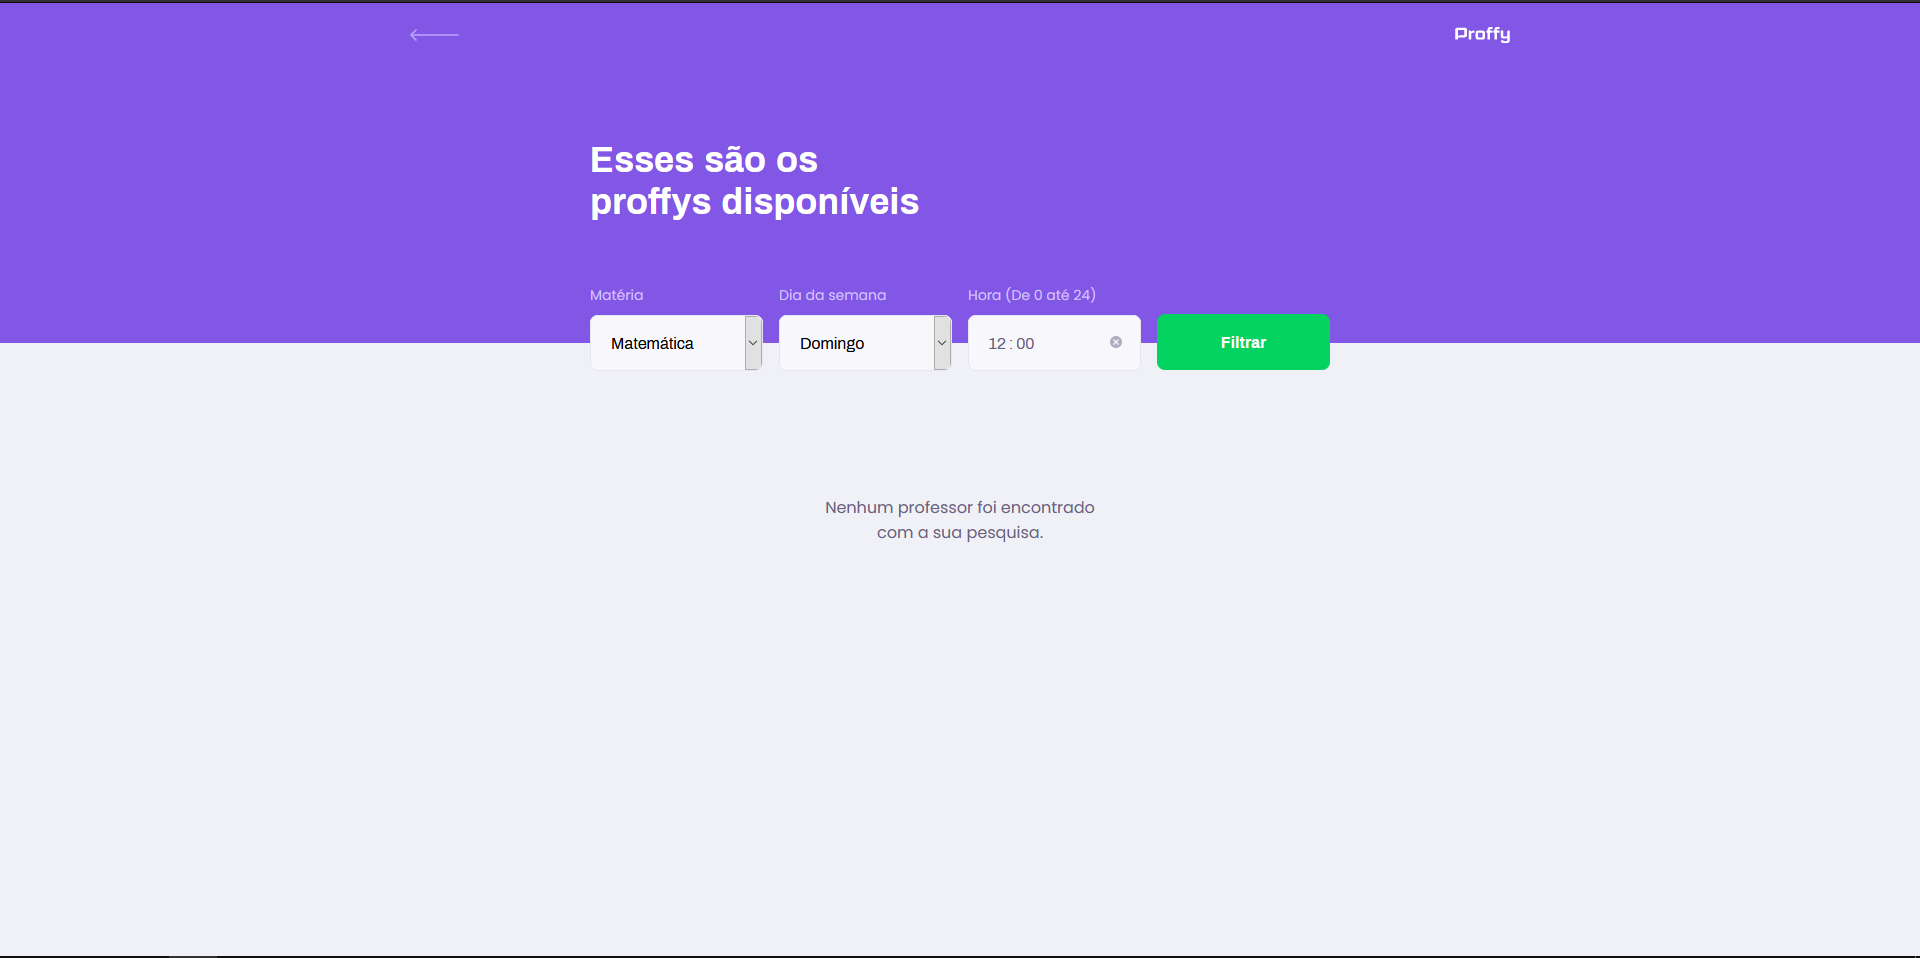 Proffy
Esses são os
proffys disponíveis
Matéria
Dia da semana
Hora (De 0 até 24)
Matemática
Domingo
12 : 00
Filtrar
Nenhum professor foi encontrado
com a sua pesquisa.